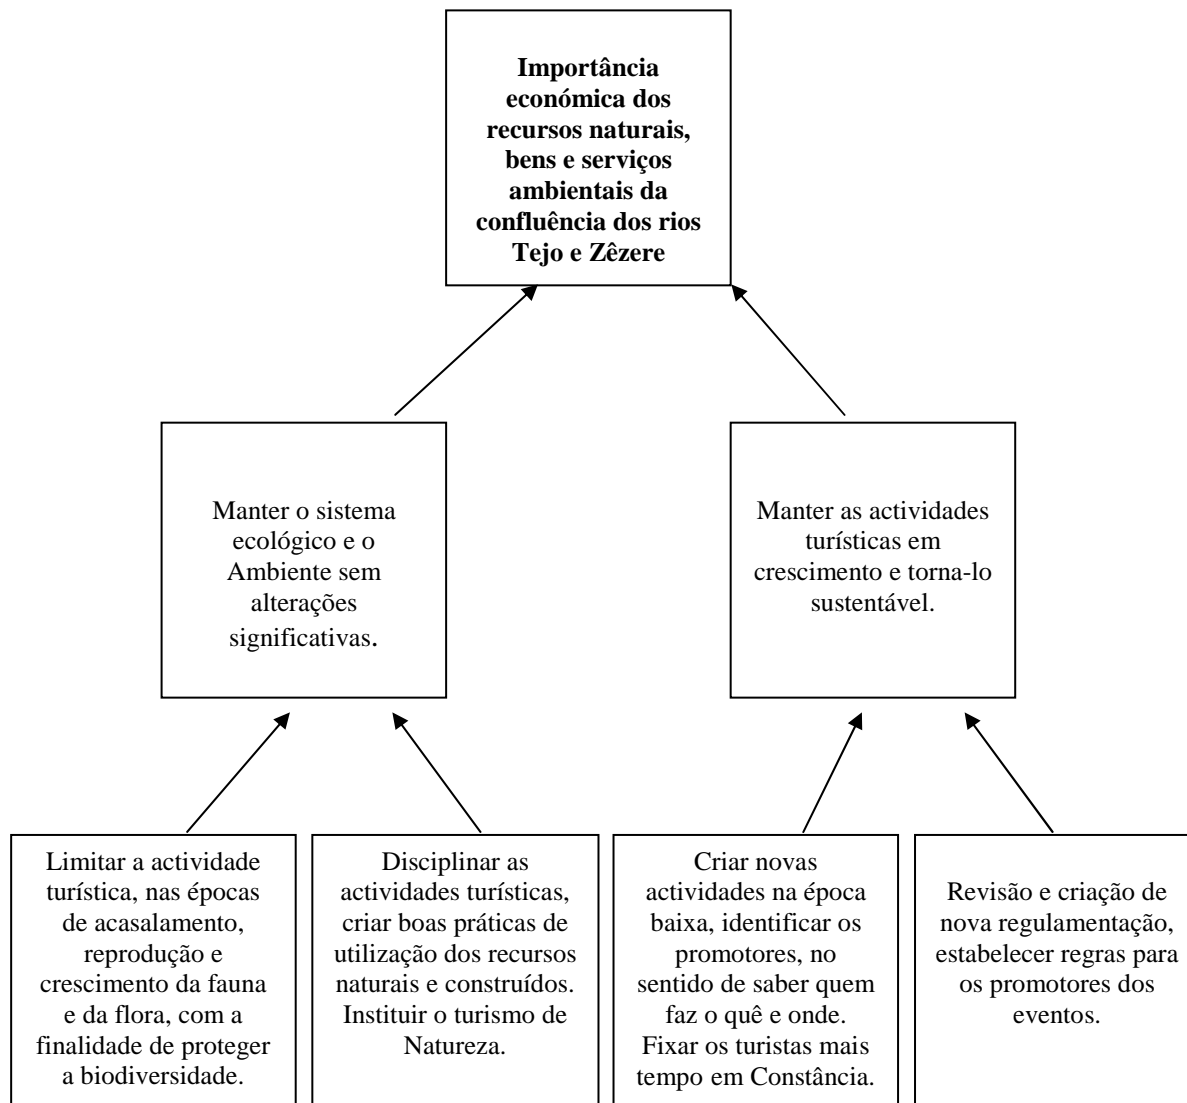 Importância
económica dos
recursos naturais,
bens e serviços
ambientais da
confluência dos rios
Tejo e Zêzere
Manter o sistema
ecológico e o
Ambiente sem
alterações
significativas.
Manter as actividades
turísticas em
crescimento e torna-lo
sustentável.
Limitar a actividade
turística, nas épocas
de acasalamento,
reprodução e
crescimento da fauna
e da flora, com a
finalidade de proteger
a biodiversidade.
Disciplinar as
actividades turísticas,
criar boas práticas de
utilização dos recursos
naturais e construídos.
Instituir o turismo de
Natureza.
Criar novas
actividades na época
baixa, identificar os
promotores, no
sentido de saber quem
faz o quê e onde.
Fixar os turistas mais
tempo em Constância.
Revisão e criação de
nova regulamentação,
estabelecer regras para
os promotores dos
eventos.